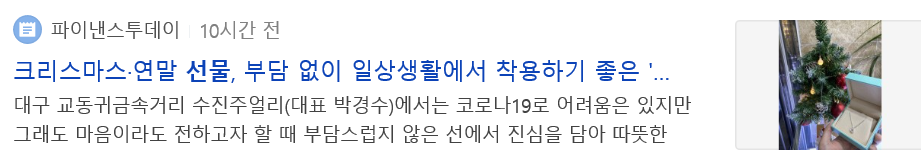 파이낸스투데이 10시간 전
크리스마스·연말 선물, 부담 없이 일상생활에서 착용하기 좋은 '...
대구 교동귀금속거리 수진주얼리(대표 박경수)에서는 코로나19로 어려움은 있지만
그래도 마음이라도 전하고자 할 때 부담스럽지 않은 선에서 진심을 담아 따뜻한